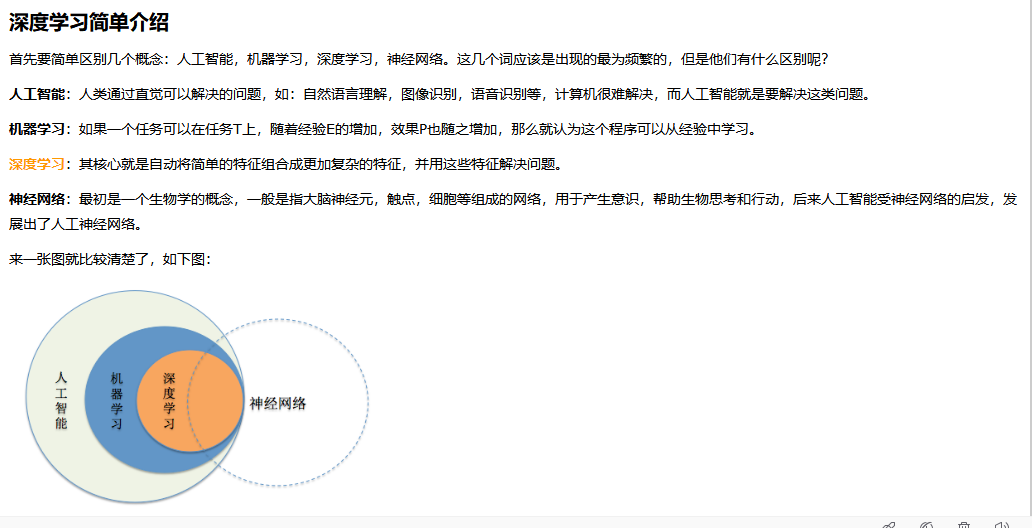 深度学习简单介绍
首先要简单区别几个概念：人工智能，机器学习，深度学习，神经网络。这几个词应该是出现的最为频繁的，但是他们有什么区别呢？
人工智能：人类通过直觉可以解决的问题，如：自然语言理解，图像识别，语音识别等，计算机很难解决，而人工智能就是要解决这类问题。
机器学习：如果一个任务可以在任务T上，随着经验E的增加，效果P也随之增加，那么就认为这个程序可以从经验中学习。
深度学习：其核心就是自动将简单的特征组合成更加复杂的特征，并用这些特征解决问题。
神经网络：最初是一个生物学的概念，一般是指大脑神经元，触点，细胞等组成的网络，用于产生意识，帮助生物思考和行动，后来人工智能受神经网络的启发，发
展出了人工神经网络。
来一张图就比较清楚了，如下图：
人工智能
机器学习
深度学习
神经网络